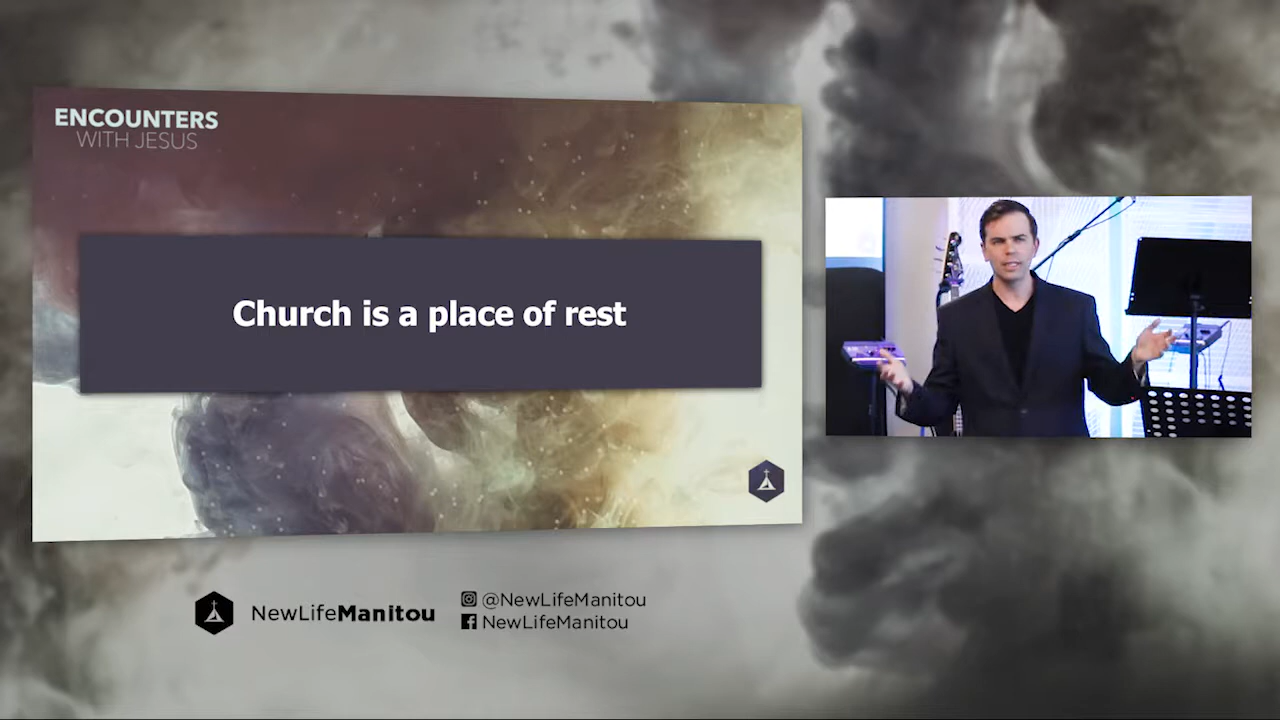 ENCOUNTERS
WITH JESUS
Church is a place of rest
NewLifeManitou
@NewLifeManitou
NewLifeManitou